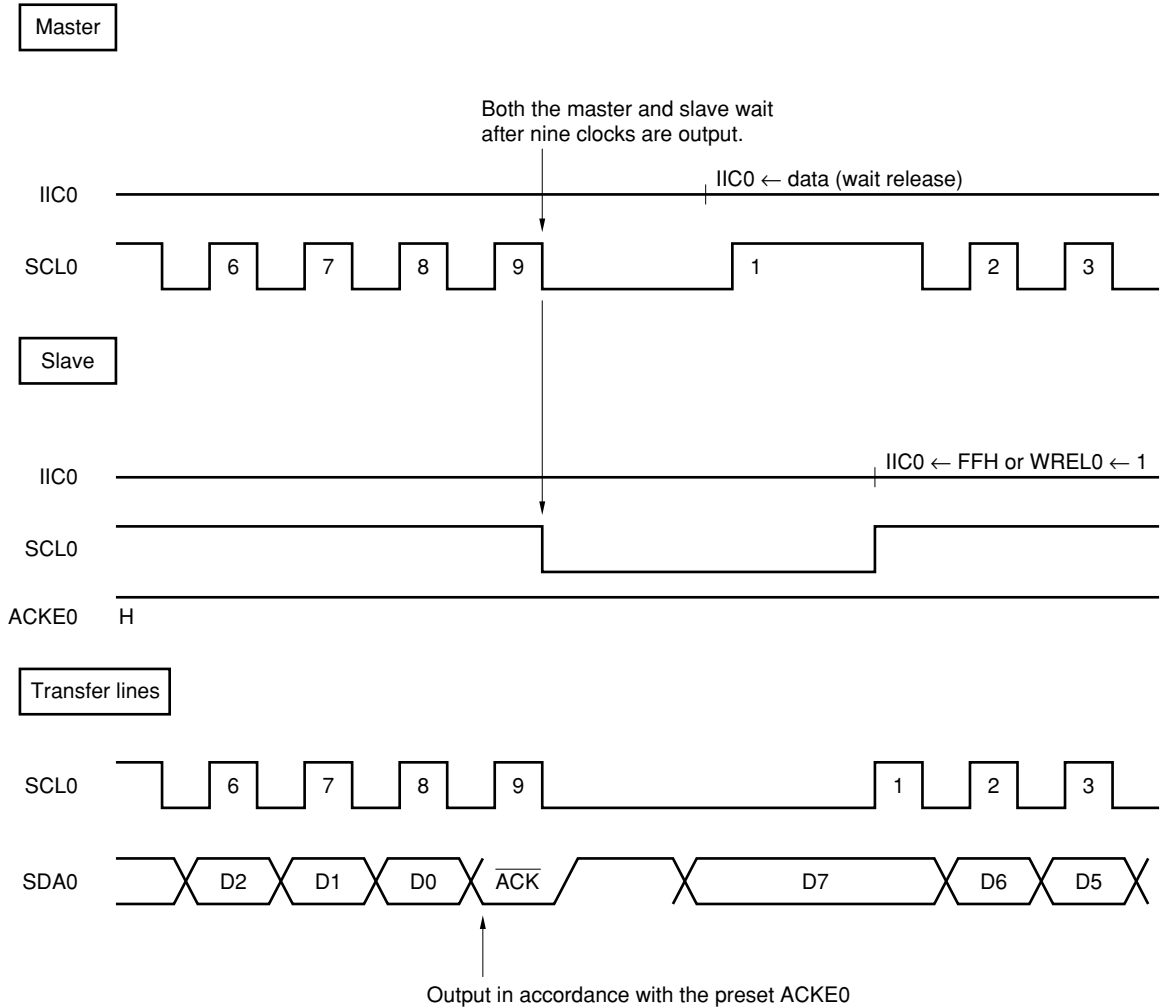 Master
Both the master and slave wait
after nine clocks are output.
IIC0
IIC0 ← data (wait release)
SCL0
6 7 8 9 1 2 3
Slave
IIC0
IIC0 ← FFH or WREL0 ← 1
SCL0
ACKE0 H
Transfer lines
SCL0
6 7 8 9 1 2 3
SDA0
D2 D1 D0 A̅C̅K̅ D7 D6 D5
Output in accordance with the preset ACKE0